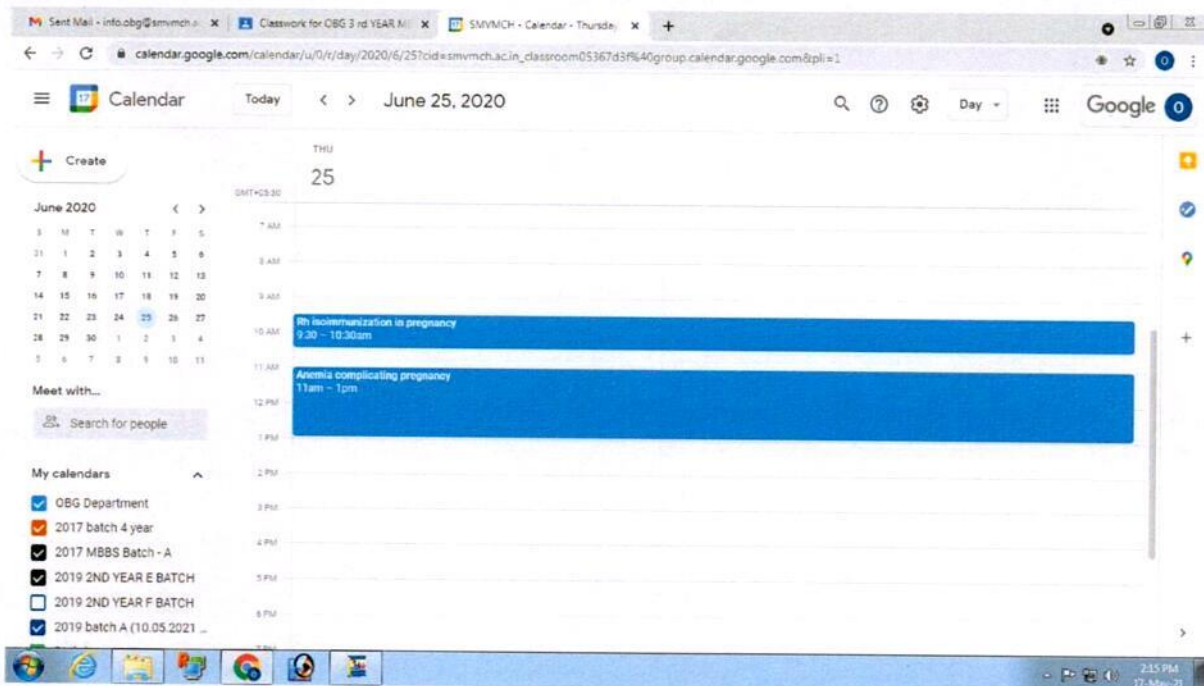 Sent Mail - info.obg@smvmch.a
Classwork for OBG 3 rd YEAR M
SMVMCH - Calendar - Thursday
calendar.google.com/calendar/u/0/r/day/2020/6/25?cid=smvmch.ac.in_classroom05367d3f%40group.calendar.google.com&pli=1
17 Calendar Today June 25, 2020 Day Google O
Create
THU
25
GMT+05:30
June 2020
S M T W T F S
31 1 2 3 4 5 6
7 8 9 10 11 12 13
14 15 16 17 18 19 20
21 22 23 24 25 26 27
28 29 30 1 2 3 4
5 6 7 8 9 10 11
Meet with...
Search for people
My calendars
OBG Department
2017 batch 4 year
2017 MBBS Batch - A
2019 2ND YEAR E BATCH
2019 2ND YEAR F BATCH
2019 batch A (10.05.2021 ...
7 AM
8 AM
9 AM
10 AM
Rh isoimmunization in pregnancy
9:30 – 10:30am
11 AM
Anemia complicating pregnancy
11am – 1pm
12 PM
1 PM
2 PM
3 PM
4 PM
5 PM
6 PM
7 PM
2:15 PM
17-May-21